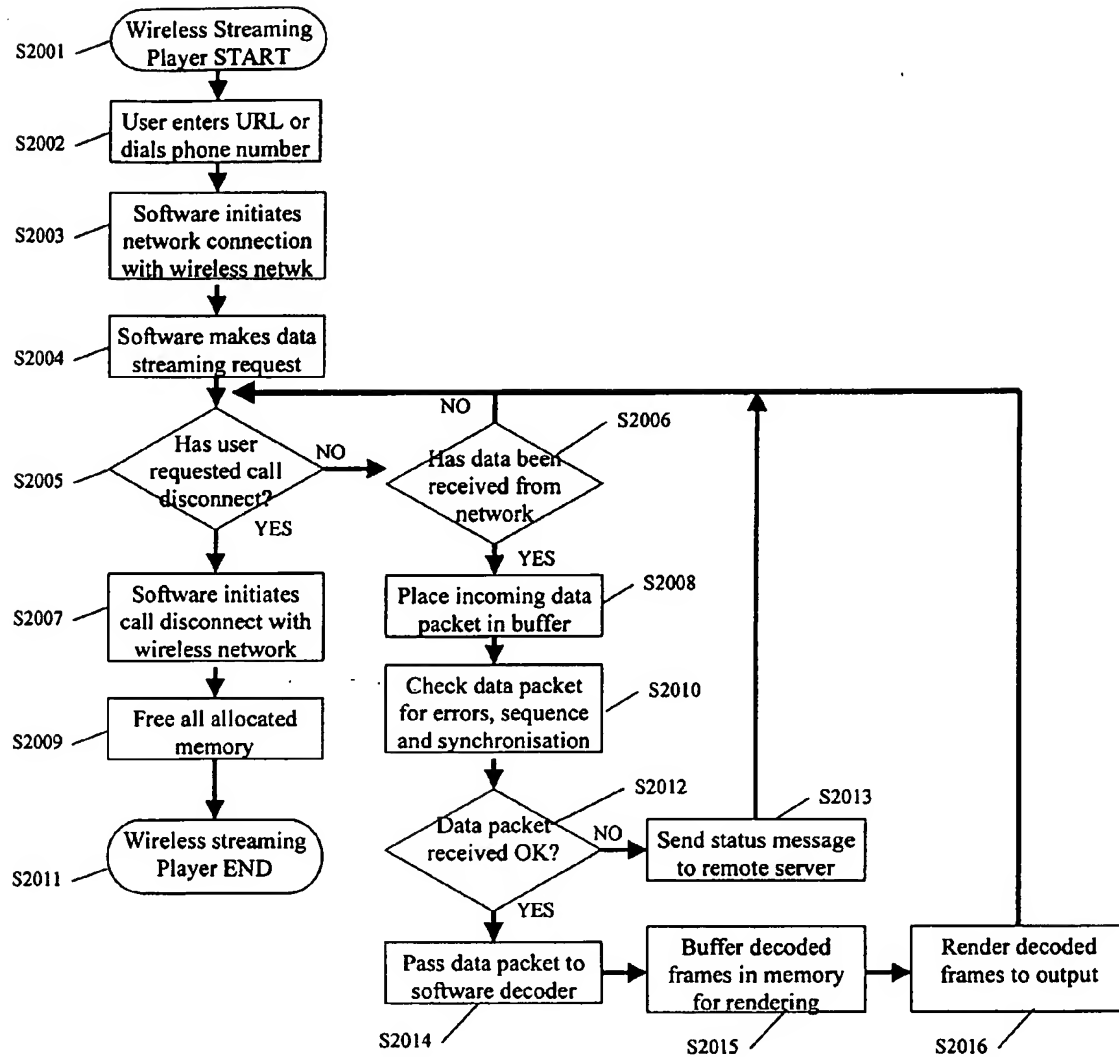 Wireless Streaming
Player START
S2001
User enters URL or
dials phone number
S2002
Software initiates
network connection
with wireless netwk
S2003
Software makes data
streaming request
S2004
Has user
requested call
disconnect?
S2005
NO
YES
NO
S2006
Has data been
received from
network
YES
Software initiates
call disconnect with
wireless network
S2007
Place incoming data
packet in buffer
S2008
Free all allocated
memory
S2009
Check data packet
for errors, sequence
and synchronisation
S2010
Wireless streaming
Player END
S2011
Data packet
received OK?
S2012
NO
YES
Send status message
to remote server
S2013
Pass data packet to
software decoder
S2014
Buffer decoded
frames in memory
for rendering
S2015
Render decoded
frames to output
S2016